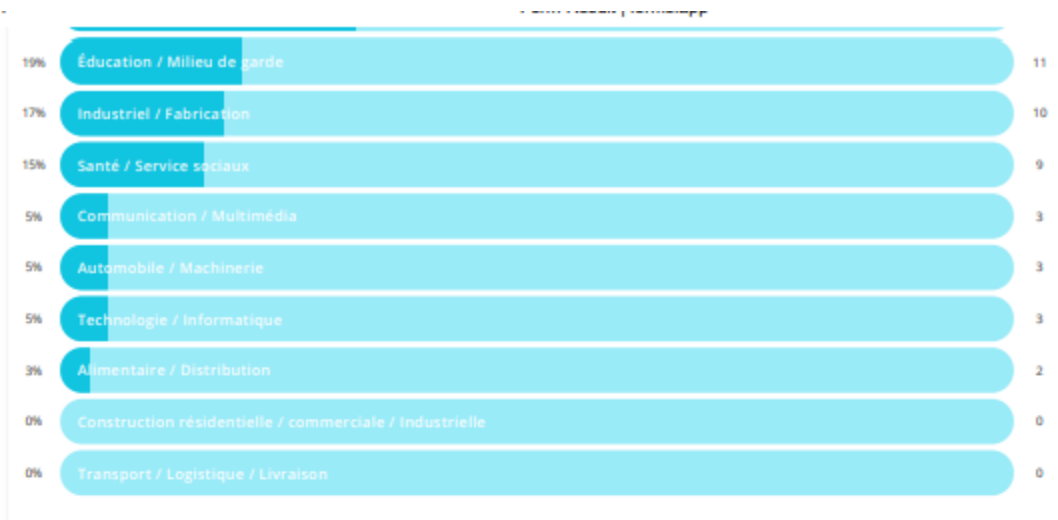 19% Éducation / Milieu de garde 11
17% Industriel / Fabrication 10
15% Santé / Service sociaux 9
5% Communication / Multimédia 3
5% Automobile / Machinerie 3
5% Technologie / Informatique 3
3% Alimentaire / Distribution 2
0% Construction résidentielle / commerciale / Industrielle 0
0% Transport / Logistique / Livraison 0